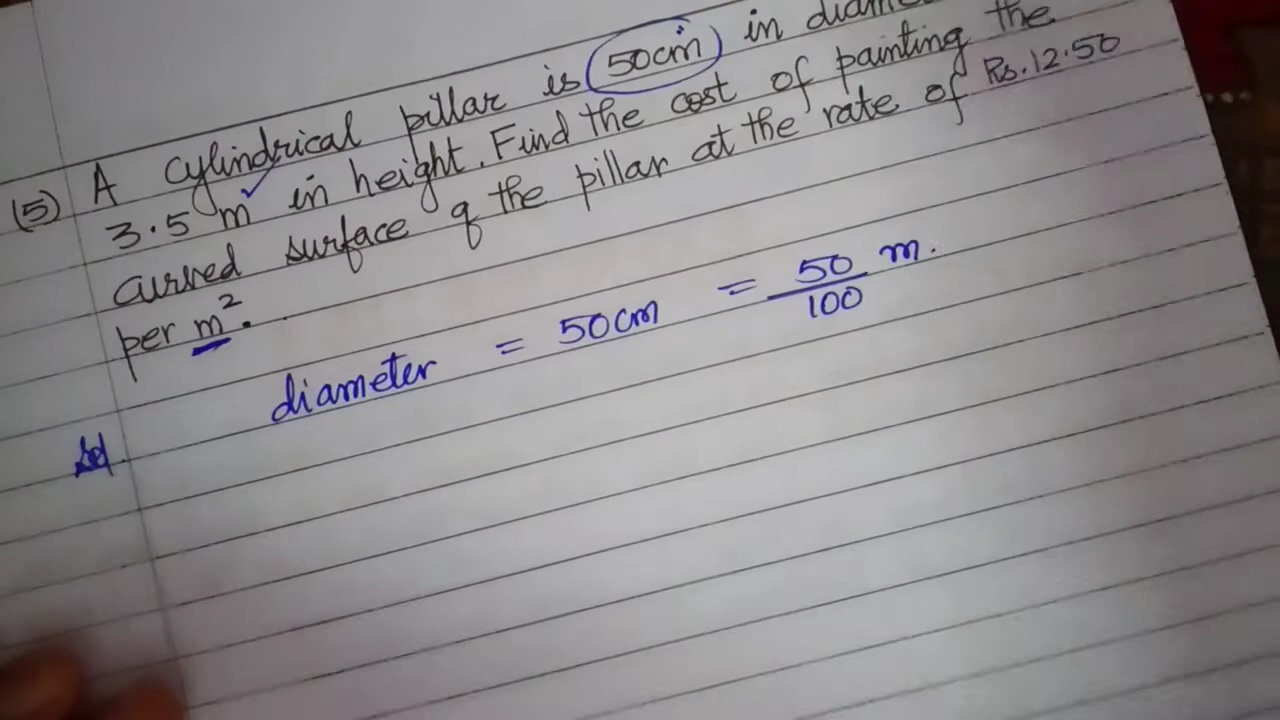 (5) A cylindrical pillar is 50cm in
3.5 m in height. Find the cost of painting the
curved surface of the pillar at the rate of Rs.12.50
per m².
diameter = 50cm = 50/100 m.
Sol